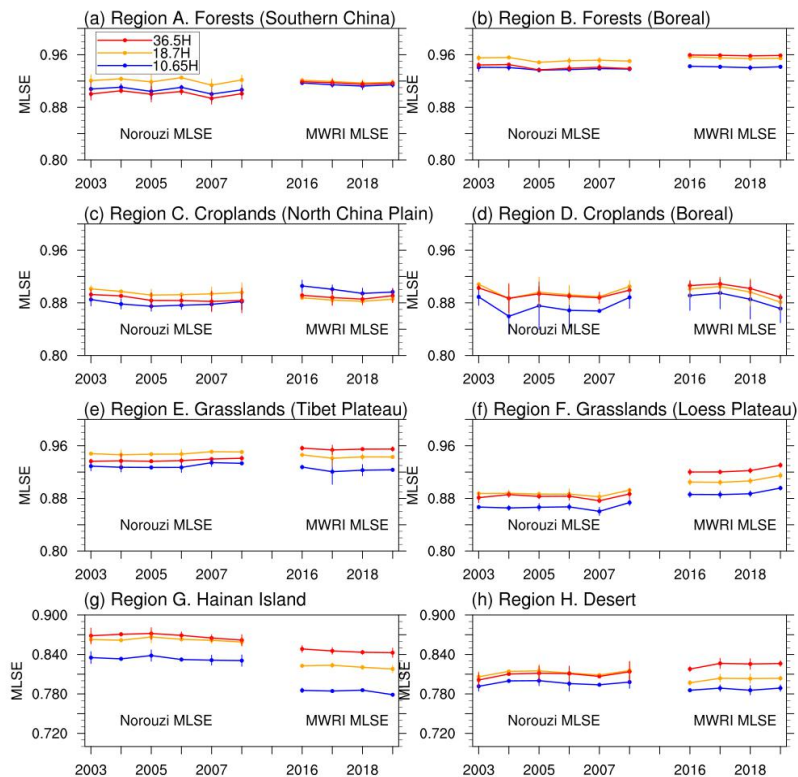 (a) Region A. Forests (Southern China)
36.5H
18.7H
10.65H
MLSE
0.96
0.88
0.80
Norouzi MLSE
MWRI MLSE
2003 2005 2007 2016 2018
(b) Region B. Forests (Boreal)
MLSE
0.96
0.88
0.80
Norouzi MLSE
MWRI MLSE
2003 2005 2007 2016 2018
(c) Region C. Croplands (North China Plain)
MLSE
0.96
0.88
0.80
Norouzi MLSE
MWRI MLSE
2003 2005 2007 2016 2018
(d) Region D. Croplands (Boreal)
MLSE
0.96
0.88
0.80
Norouzi MLSE
MWRI MLSE
2003 2005 2007 2016 2018
(e) Region E. Grasslands (Tibet Plateau)
MLSE
0.96
0.88
0.80
Norouzi MLSE
MWRI MLSE
2003 2005 2007 2016 2018
(f) Region F. Grasslands (Loess Plateau)
MLSE
0.96
0.88
0.80
Norouzi MLSE
MWRI MLSE
2003 2005 2007 2016 2018
(g) Region G. Hainan Island
MLSE
0.900
0.840
0.780
0.720
Norouzi MLSE
MWRI MLSE
2003 2005 2007 2016 2018
(h) Region H. Desert
MLSE
0.900
0.840
0.780
0.720
Norouzi MLSE
MWRI MLSE
2003 2005 2007 2016 2018